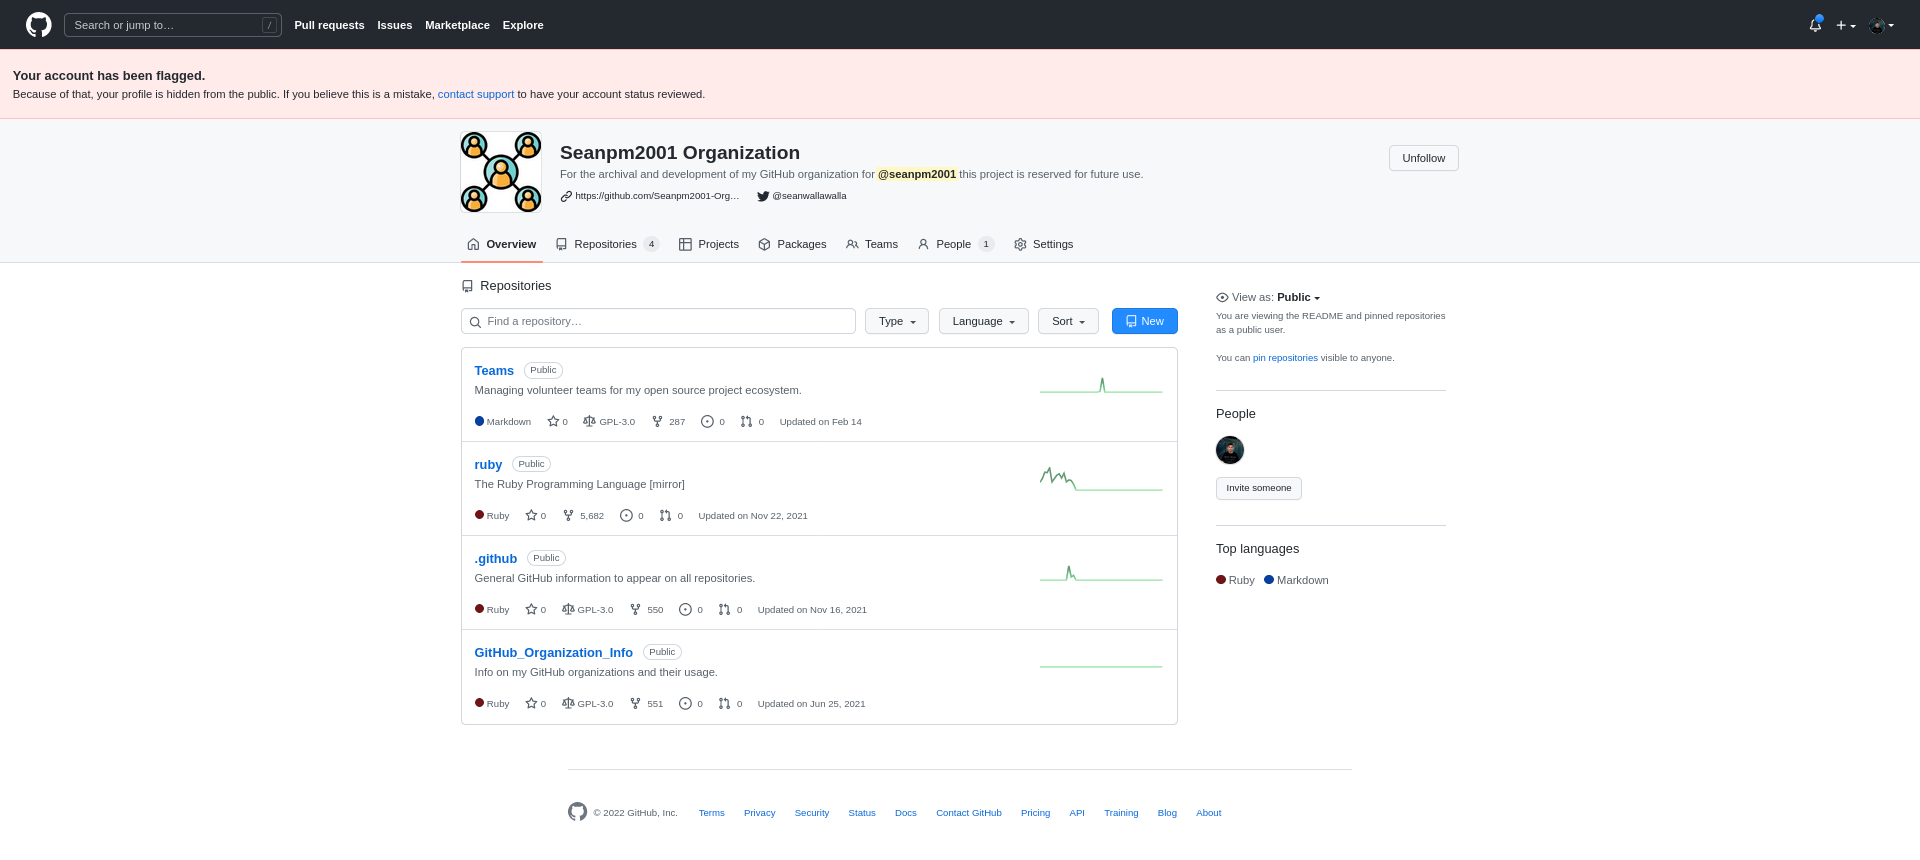 Search or jump to… / Pull requests Issues Marketplace Explore
Your account has been flagged.
Because of that, your profile is hidden from the public. If you believe this is a mistake, contact support to have your account status reviewed.
Seanpm2001 Organization
Unfollow
For the archival and development of my GitHub organization for @seanpm2001 this project is reserved for future use.
https://github.com/Seanpm2001-Org… @seanwallawalla
Overview Repositories 4 Projects Packages Teams People 1 Settings
Repositories
Find a repository… Type Language Sort New
Teams Public
Managing volunteer teams for my open source project ecosystem.
Markdown 0 GPL-3.0 287 0 0 Updated on Feb 14
ruby Public
The Ruby Programming Language [mirror]
Ruby 0 5,682 0 0 Updated on Nov 22, 2021
.github Public
General GitHub information to appear on all repositories.
Ruby 0 GPL-3.0 550 0 0 Updated on Nov 16, 2021
GitHub_Organization_Info Public
Info on my GitHub organizations and their usage.
Ruby 0 GPL-3.0 551 0 0 Updated on Jun 25, 2021
View as: Public
You are viewing the README and pinned repositories
as a public user.
You can pin repositories visible to anyone.
People
Invite someone
Top languages
Ruby Markdown
© 2022 GitHub, Inc. Terms Privacy Security Status Docs Contact GitHub Pricing API Training Blog About